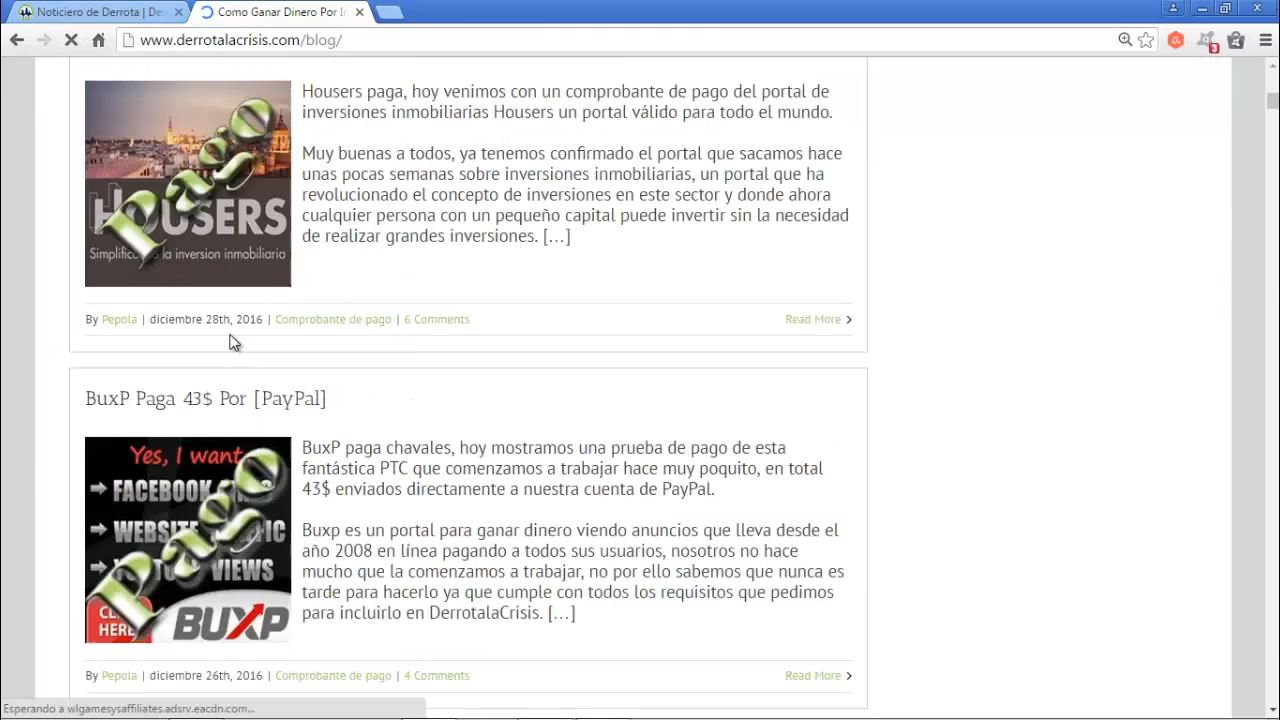 Noticiero de Derrota | Der
Como Ganar Dinero Por I
www.derrotalacrisis.com/blog/
3
Housers paga, hoy venimos con un comprobante de pago del portal de
inversiones inmobiliarias Housers un portal válido para todo el mundo.
Muy buenas a todos, ya tenemos confirmado el portal que sacamos hace
unas pocas semanas sobre inversiones inmobiliarias, un portal que ha
revolucionado el concepto de inversiones en este sector y donde ahora
cualquier persona con un pequeño capital puede invertir sin la necesidad
de realizar grandes inversiones. [...]
HOUSERS
Pago
la inversion inmobiliaria
By Pepola | diciembre 28th, 2016 | Comprobante de pago | 6 Comments
Read More
BuxP Paga 43$ Por [PayPal]
Yes, I want
FACEBOOK
WEBSITE
VIEWS
Pago
HERE
BUXP
BuxP paga chavales, hoy mostramos una prueba de pago de esta
fantástica PTC que comenzamos a trabajar hace muy poquito, en total
43$ enviados directamente a nuestra cuenta de PayPal.
Buxp es un portal para ganar dinero viendo anuncios que lleva desde el
año 2008 en línea pagando a todos sus usuarios, nosotros no hace
mucho que la comenzamos a trabajar, no por ello sabemos que nunca es
tarde para hacerlo ya que cumple con todos los requisitos que pedimos
para incluirlo en DerrotalaCrisis. [...]
By Pepola | diciembre 26th, 2016 | Comprobante de pago | 4 Comments
Read More
Esperando a wlgamesysaffiliates.adsrv.eacdn.com...